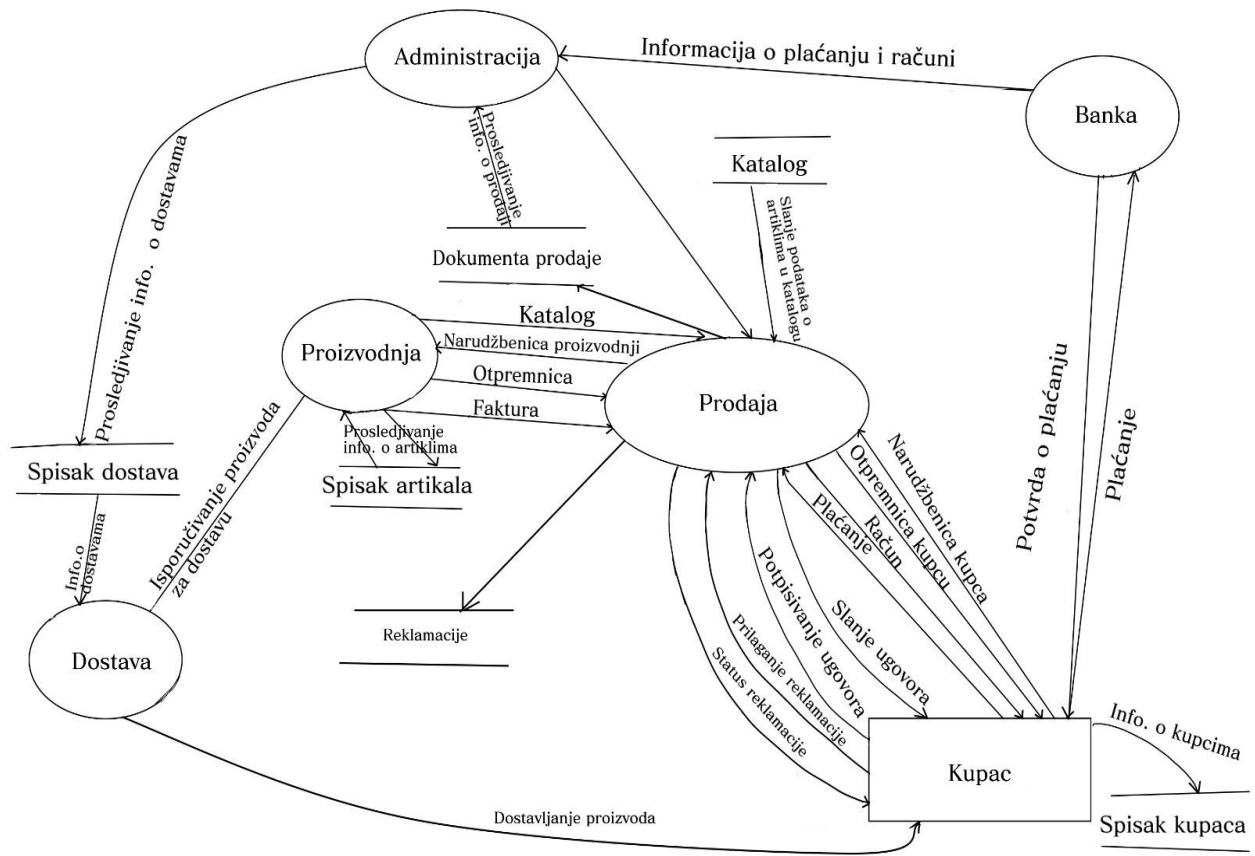 Administracija
Informacija o plaćanju i računi
Banka
Prosledjivanje info. o dostavama
Prosledjivanje
info. o prodaji
Katalog
Slanje podataka o
artiklima u katalogu
Dokumenta prodaje
Proizvodnja
Katalog
Narudžbenica proizvodnji
Otpremnica
Faktura
Prodaja
Prosledjivanje
info. o artiklima
Spisak artikala
Spisak dostava
Info.o
dostavama
Isporučivanje proizvoda
za dostavu
Dostava
Reklamacije
Status reklamacije
Prilaganje reklamacije
Potpisivanje ugovora
Slanje ugovora
Plaćanje
Račun
Otpremnica kupcu
Narudžbenica kupca
Potvrda o plaćanju
Plaćanje
Kupac
Info. o kupcima
Spisak kupaca
Dostavljanje proizvoda